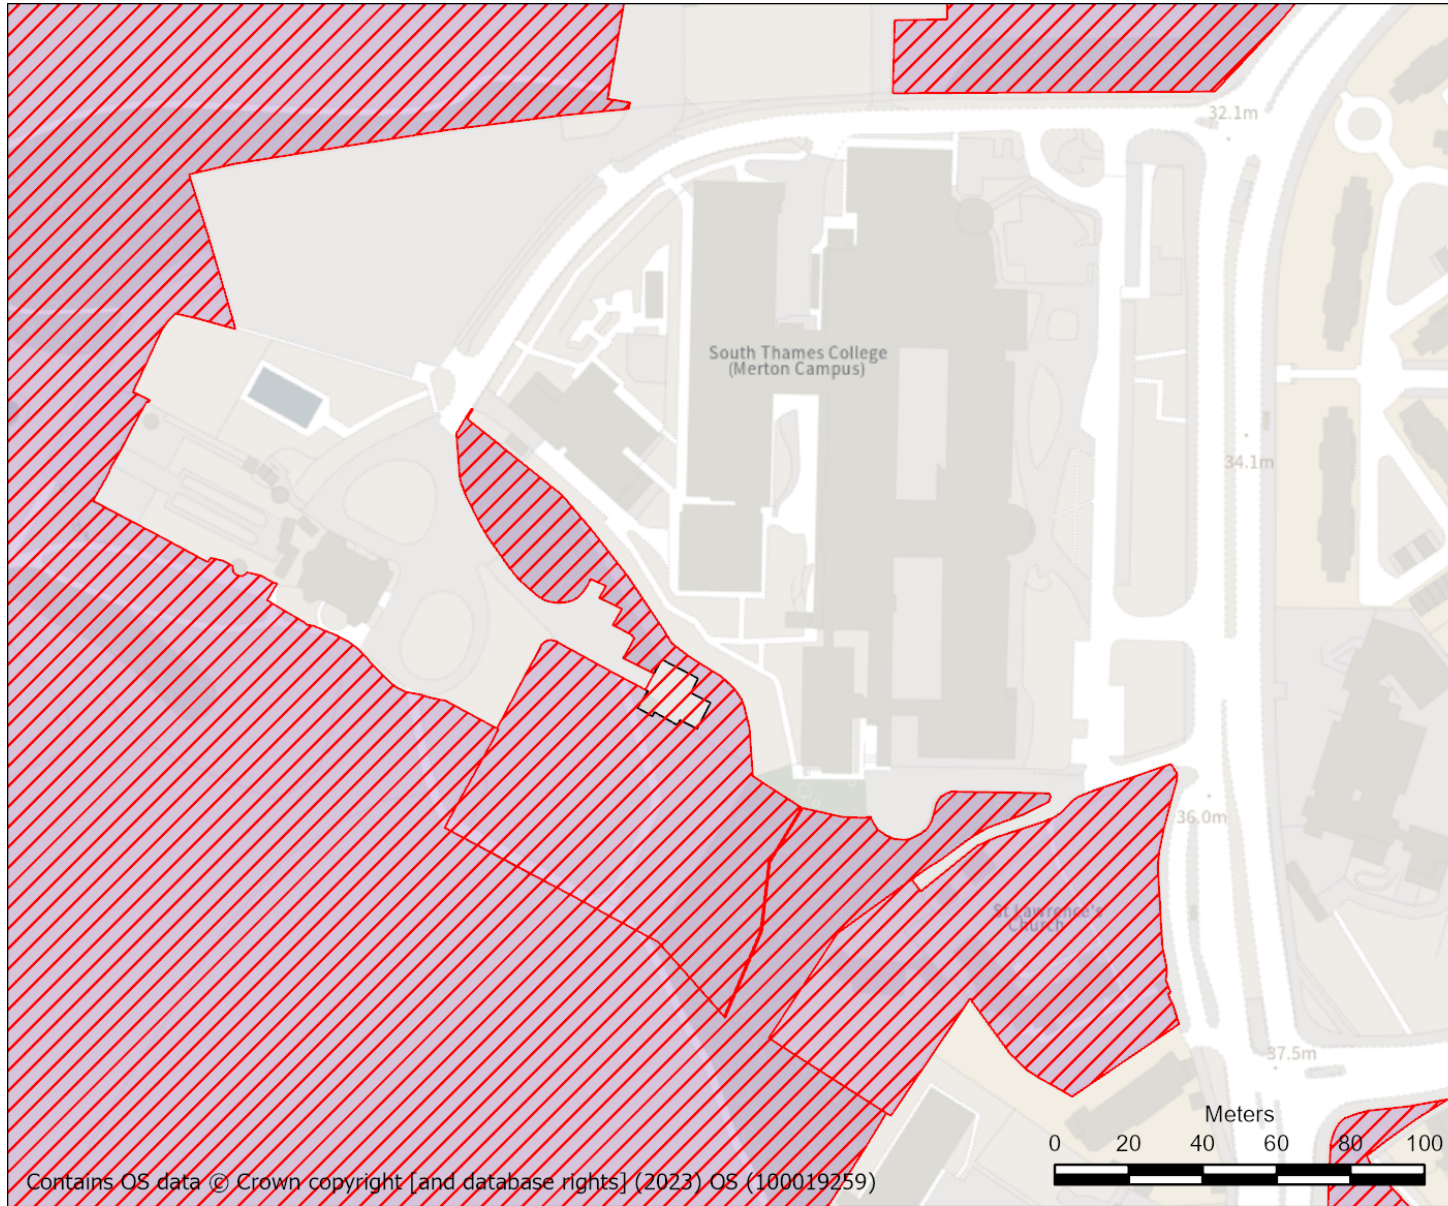 32.1m
South Thames College
(Merton Campus)
34.1m
36.0m
St Lawrence's
Church
37.5m
Meters
0 20 40 60 80 100
Contains OS data © Crown copyright [and database rights] (2023) OS (100019259)